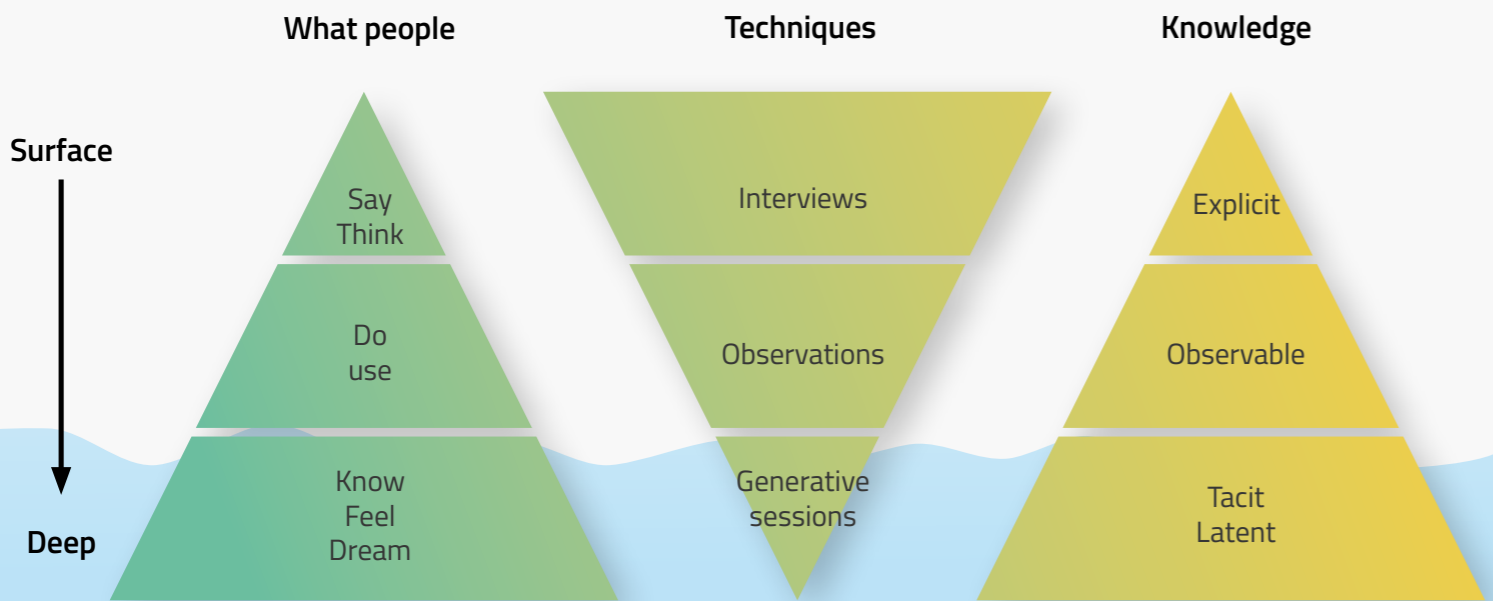 What people
Techniques
Knowledge
Surface
Say
Think
Interviews
Explicit
Do
use
Observations
Observable
Know
Feel
Dream
Generative
sessions
Tacit
Latent
Deep